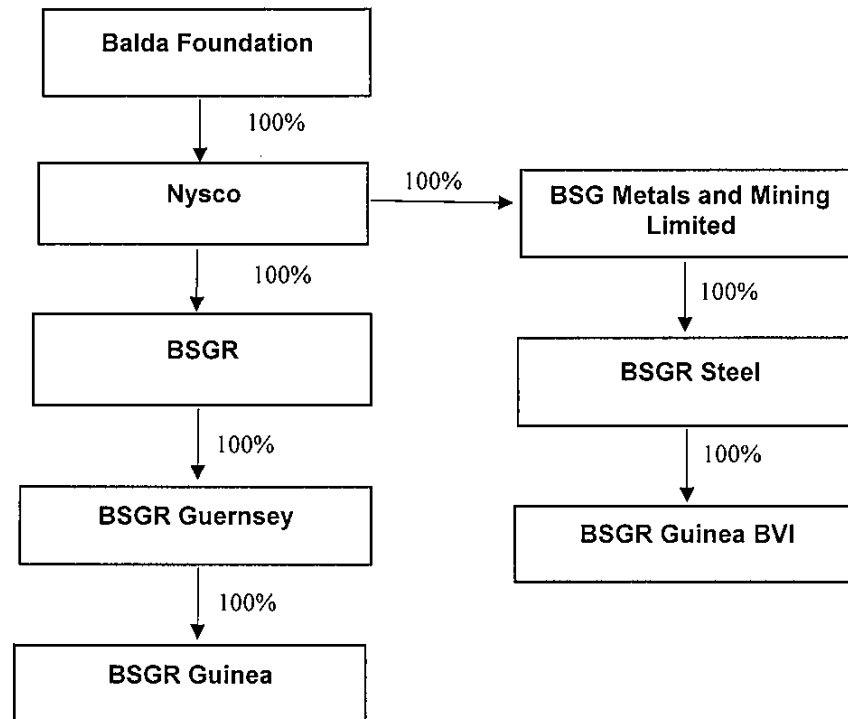 Balda Foundation
100%
Nysco
100%
BSG Metals and Mining
Limited
100%
100%
BSGR
BSGR Steel
100%
100%
BSGR Guernsey
BSGR Guinea BVI
100%
BSGR Guinea